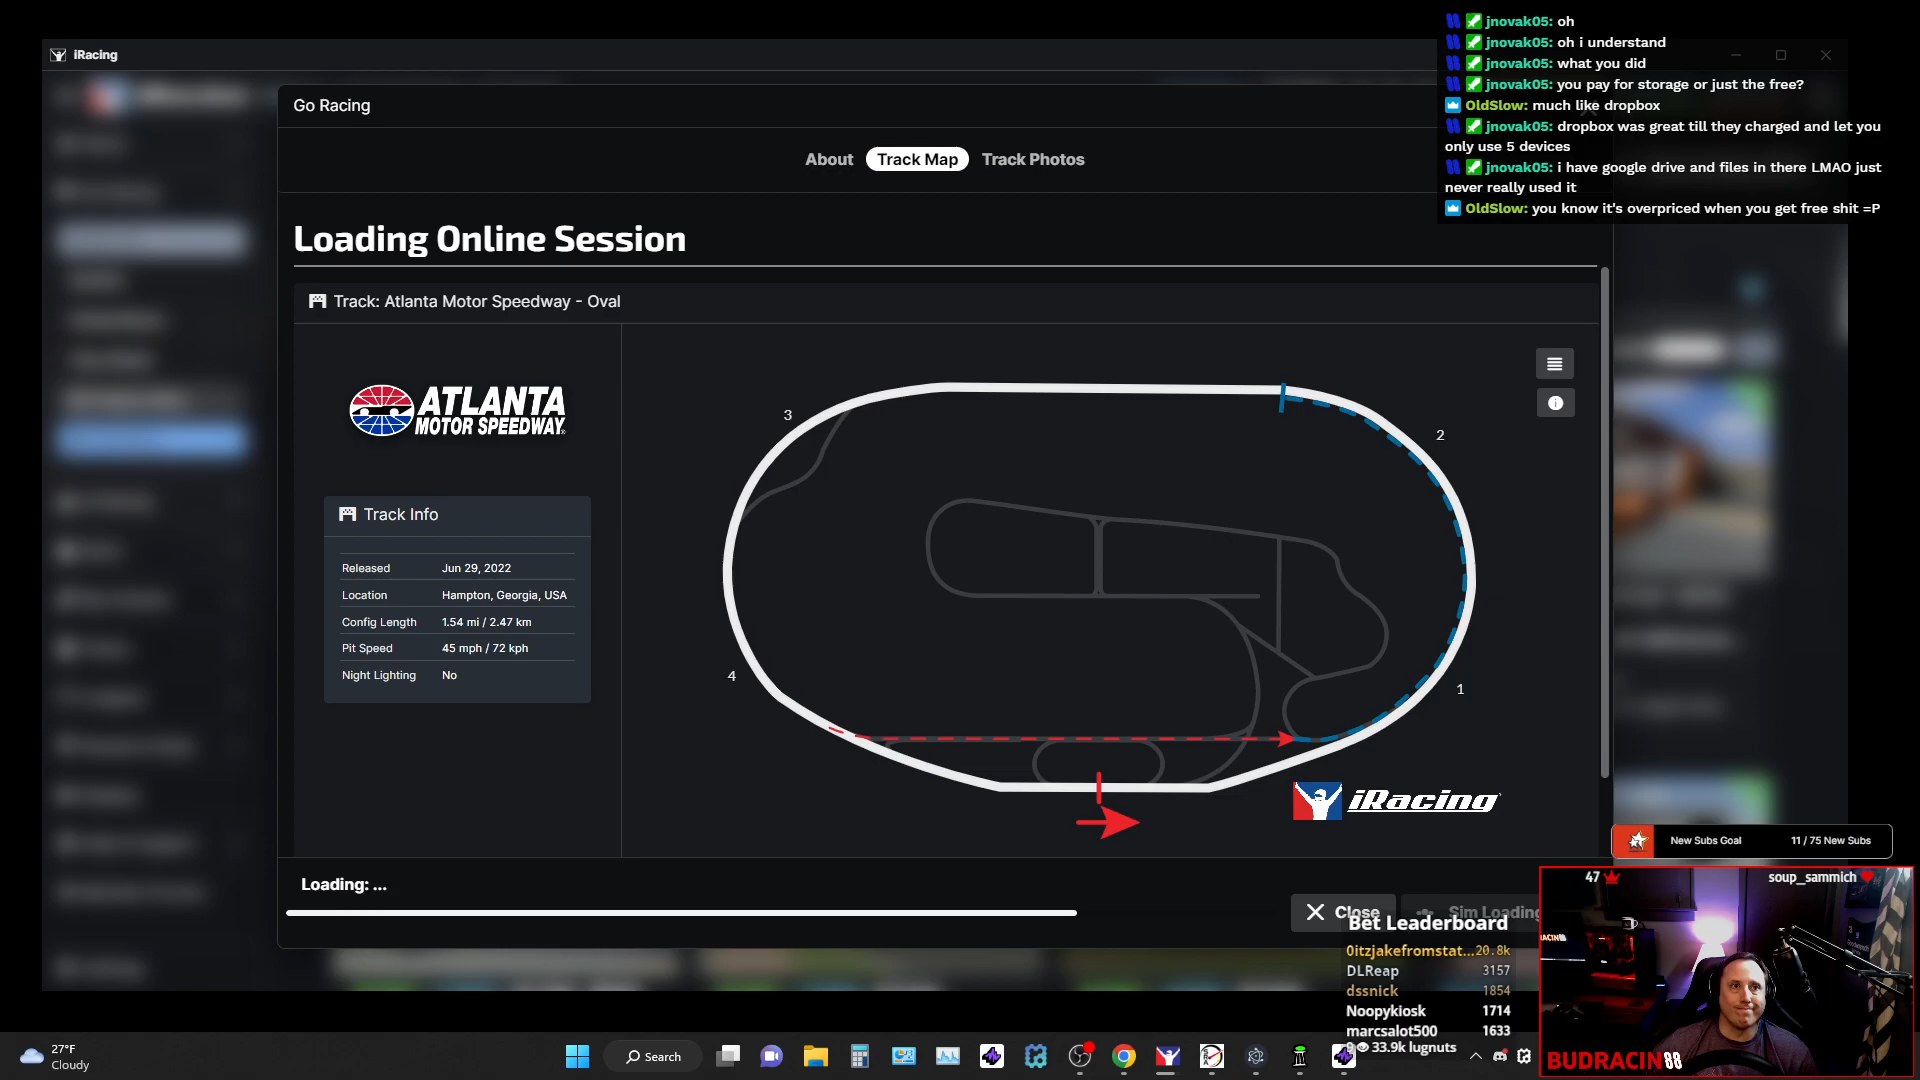 jnovak05: oh
jnovak05: oh i understand
jnovak05: what you did
jnovak05: you pay for storage or just the free?
OldSlow: much like dropbox
jnovak05: dropbox was great till they charged and let you
only use 5 devices
jnovak05: i have google drive and files in there LMAO just
never really used it
OldSlow: you know it's overpriced when you get free shit =P
iRacing
Go Racing
About Track Map Track Photos
Loading Online Session
Track: Atlanta Motor Speedway - Oval
ATLANTA
MOTOR SPEEDWAY
Track Info
Released Jun 29, 2022
Location Hampton, Georgia, USA
Config Length 1.54 mi / 2.47 km
Pit Speed 45 mph / 72 kph
Night Lighting No
3
2
4
1
iRacing
Loading: ...
Close
Sim Loading
New Subs Goal 11 / 75 New Subs
Bet Leaderboard
0itzjakefromstat...20.8k
DLReap 3157
dssnick 1854
Noopykiosk 1714
marcsalot500 1633
33.9k lugnuts
47
soup_sammich
BUDRACIN88
27°F
Cloudy
Search